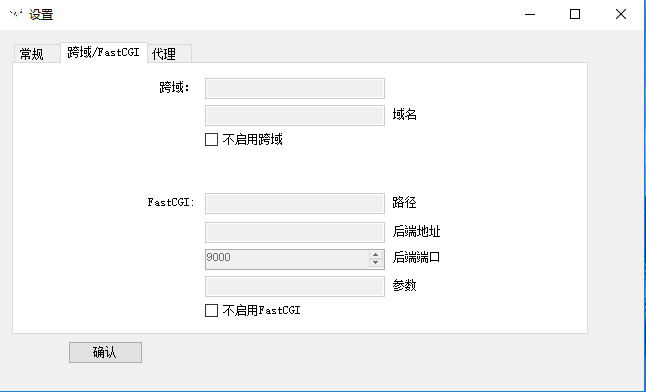 设置
常规 跨域/FastCGI 代理
跨域：
域名
不启用跨域
FastCGI: 路径
后端地址
9000 后端端口
参数
不启用FastCGI
确认